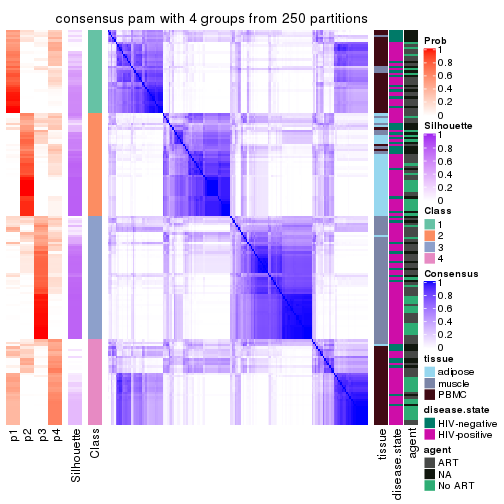 consensus pam with 4 groups from 250 partitions
Prob
1
0.8
0.6
0.4
0.2
0
Silhouette
1
0.8
0.6
0.4
0.2
0
Class
1
2
3
4
Consensus
1
0.8
0.6
0.4
0.2
0
tissue
adipose
muscle
PBMC
disease.state
HIV-negative
HIV-positive
agent
ART
NA
No ART
p1
p2
p3
p4
Silhouette
Class
tissue
disease.state
agent